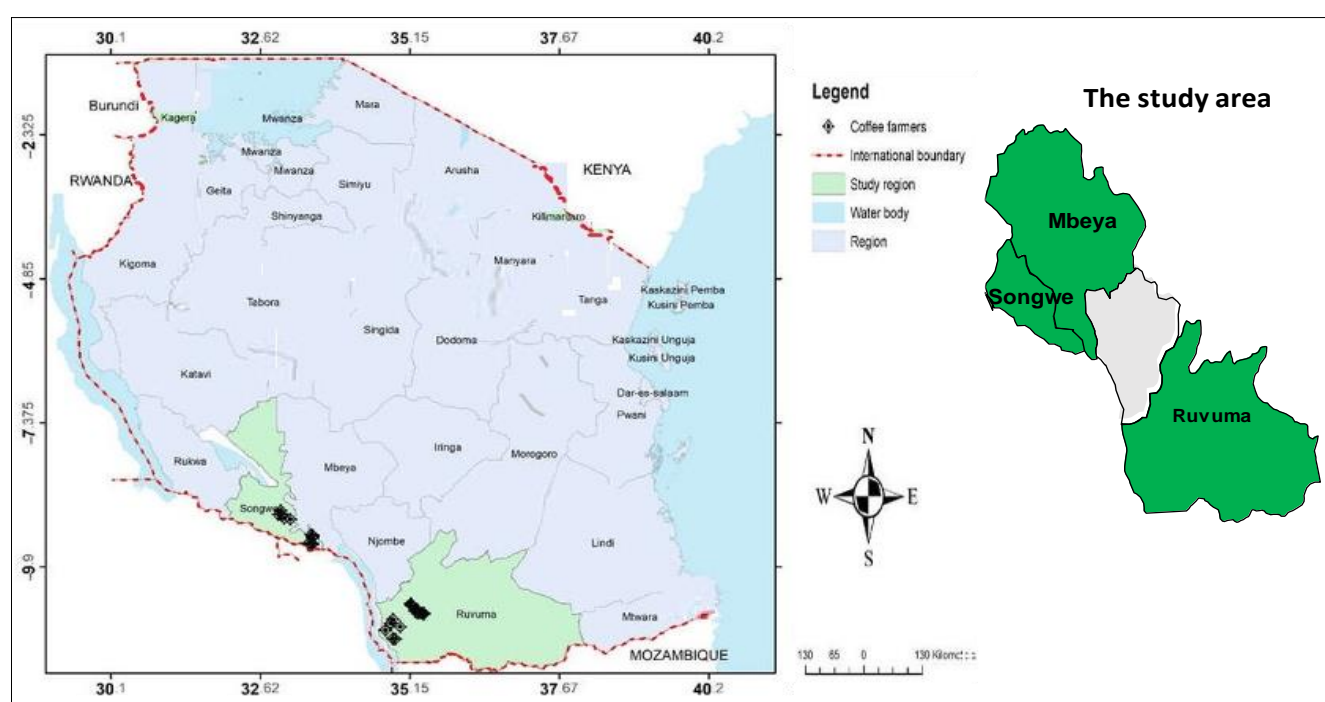 30.1 32.62 35.15 37.67 40.2
-2.325
-4.85
-7.375
-9.9
Burundi
Kagera
Mwanza
Mara
RWANDA
Mwanza
Mwanza
Geita
Simiyu
Arusha
KENYA
Shinyanga
Kilimanjaro
Kigoma
Manyara
Tabora
Tanga
Kaskazini Pemba
Kusini Pemba
Singida
Dodoma
Kaskazini Unguja
Kusini Unguja
Katavi
Dar-es-salaam
Pwani
Rukwa
Mbeya
Iringa
Morogoro
Songwe
Njombe
Lindi
Ruvuma
Mtwara
MOZAMBIQUE
30.1 32.62 35.15 37.67 40.2
Legend
Coffee farmers
International boundary
Study region
Water body
Region
N
W E
S
130 65 0 130 Kilometers
The study area
Mbeya
Songwe
Ruvuma